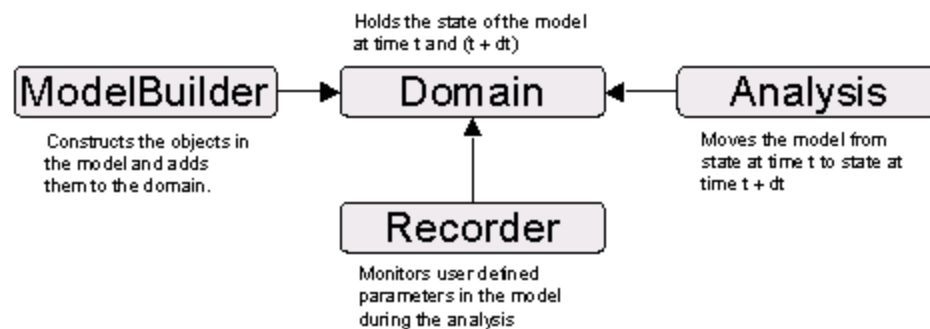 Holds the state of the model
at time t and (t + dt)
ModelBuilder
Domain
Analysis
Constructs the objects in
the model and adds
them to the domain.
Moves the model from
state at time t to state at
time t + dt
Recorder
Monitors user defined
parameters in the model
during the analysis